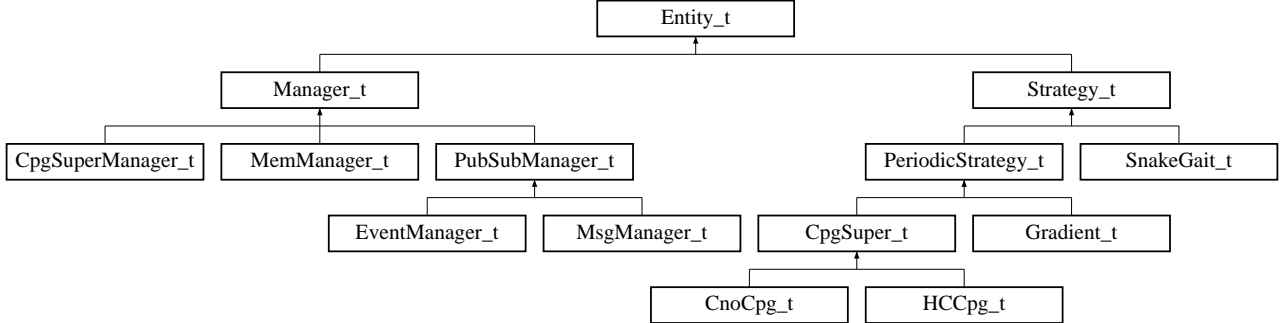 Entity_t
Manager_t
Strategy_t
CpgSuperManager_t
MemManager_t
PubSubManager_t
PeriodicStrategy_t
SnakeGait_t
EventManager_t
MsgManager_t
CpgSuper_t
Gradient_t
CnoCpg_t
HCCpg_t